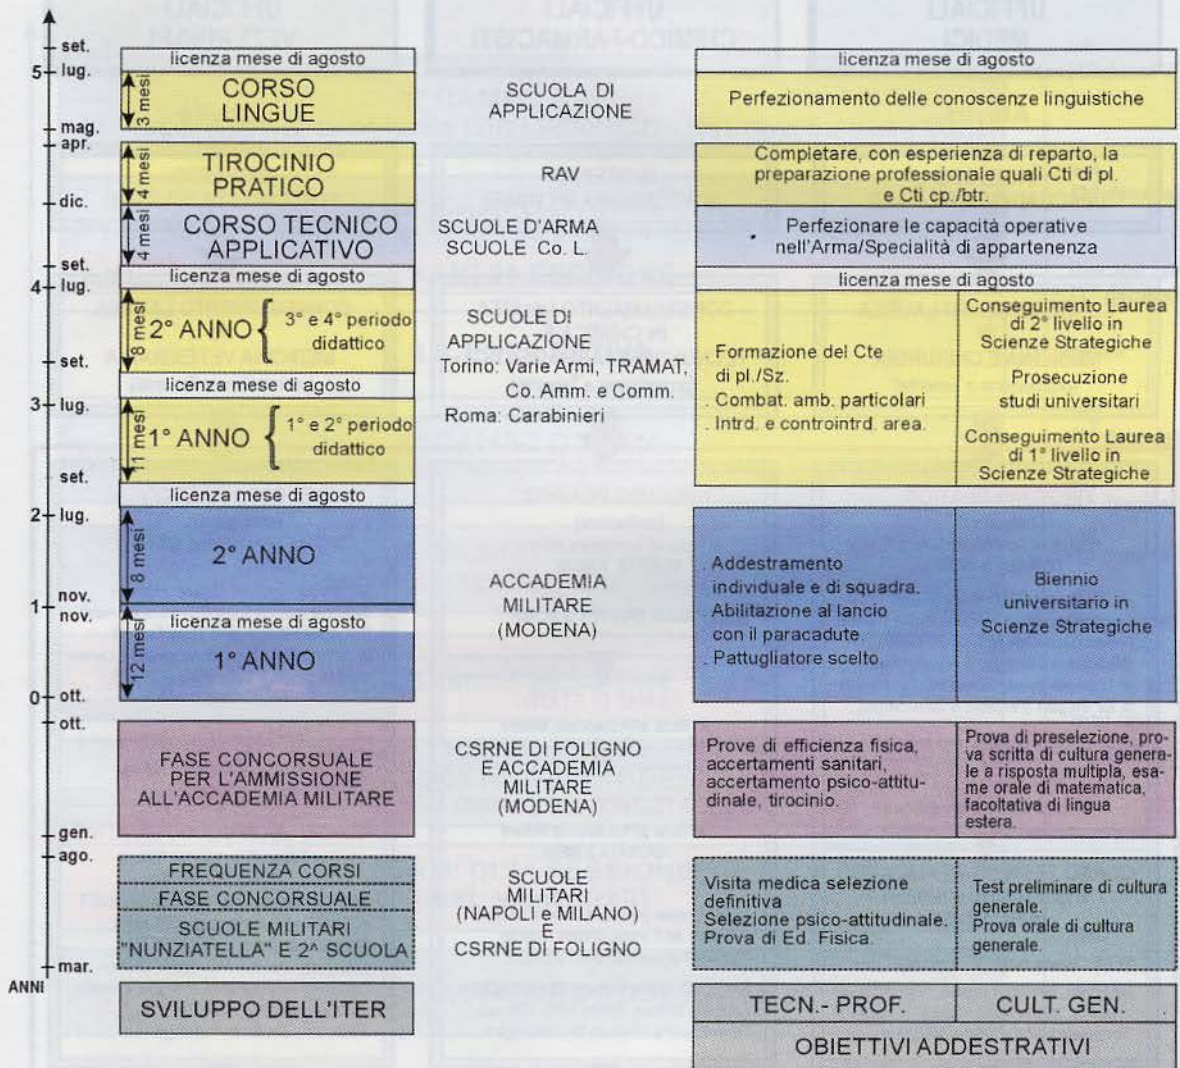 set.
licenza mese di agosto
licenza mese di agosto
5
lug.
3 mesi
CORSO
LINGUE
SCUOLA DI
APPLICAZIONE
Perfezionamento delle conoscenze linguistiche
mag.
apr.
4 mesi
TIROCINIO
PRATICO
RAV
Completare, con esperienza di reparto, la
preparazione professionale quali Cti di pl.
e Cti cp./btr.
dic.
4 mesi
CORSO TECNICO
APPLICATIVO
SCUOLE D'ARMA
SCUOLE Co. L.
Perfezionare le capacità operative
nell'Arma/Specialità di appartenenza
set.
licenza mese di agosto
licenza mese di agosto
4
lug.
8 mesi
2° ANNO {
3° e 4° periodo
didattico
set.
licenza mese di agosto
3
lug.
11 mesi
1° ANNO {
1° e 2° periodo
didattico
set.
licenza mese di agosto
SCUOLE DI
APPLICAZIONE
Torino: Varie Armi, TRAMAT,
Co. Amm. e Comm.
Roma: Carabinieri
. Formazione del Cte
di pl./Sz.
. Combat. amb. particolari
. Intrd. e controintrd. area.
Conseguimento Laurea
di 2° livello in
Scienze Strategiche
Prosecuzione
studi universitari
Conseguimento Laurea
di 1° livello in
Scienze Strategiche
2
lug.
8 mesi
2° ANNO
nov.
1
nov.
licenza mese di agosto
12 mesi
1° ANNO
0
ott.
ACCADEMIA
MILITARE
(MODENA)
. Addestramento
individuale e di squadra.
. Abilitazione al lancio
con il paracadute
. Pattugliatore scelto.
Biennio
universitario in
Scienze Strategiche
ott.
FASE CONCORSUALE
PER L'AMMISSIONE
ALL'ACCADEMIA MILITARE
gen.
CSRNE DI FOLIGNO
E ACCADEMIA
MILITARE
(MODENA)
Prove di efficienza fisica,
accertamenti sanitari,
accertamento psico-attitu-
dinale, tirocinio.
Prova di preselezione, pro-
va scritta di cultura genera-
le a risposta multipla, esa-
me orale di matematica,
facoltativa di lingua
estera.
ago.
FREQUENZA CORSI
FASE CONCORSUALE
SCUOLE MILITARI
"NUNZIATELLA" E 2^ SCUOLA
mar.
SCUOLE
MILITARI
(NAPOLI e MILANO)
E
CSRNE DI FOLIGNO
Visita medica selezione
definitiva
Selezione psico-attitudinale.
Prova di Ed. Fisica.
Test preliminare di cultura
generale.
Prova orale di cultura
generale.
ANNI
SVILUPPO DELL'ITER
TECN.- PROF.
CULT. GEN.
OBIETTIVI ADDESTRATIVI